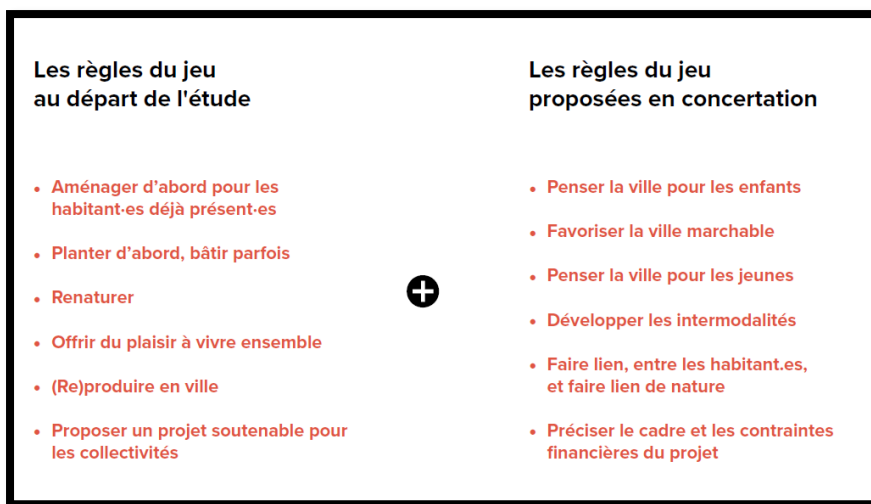 Les règles du jeu
au départ de l'étude
• Aménager d’abord pour les
habitant·es déjà présent·es
• Planter d’abord, bâtir parfois
• Renaturer
• Offrir du plaisir à vivre ensemble
• (Re)produire en ville
• Proposer un projet soutenable pour
les collectivités
+
Les règles du jeu
proposées en concertation
• Penser la ville pour les enfants
• Favoriser la ville marchable
• Penser la ville pour les jeunes
• Développer les intermodalités
• Faire lien, entre les habitant.es,
et faire lien de nature
• Préciser le cadre et les contraintes
financières du projet